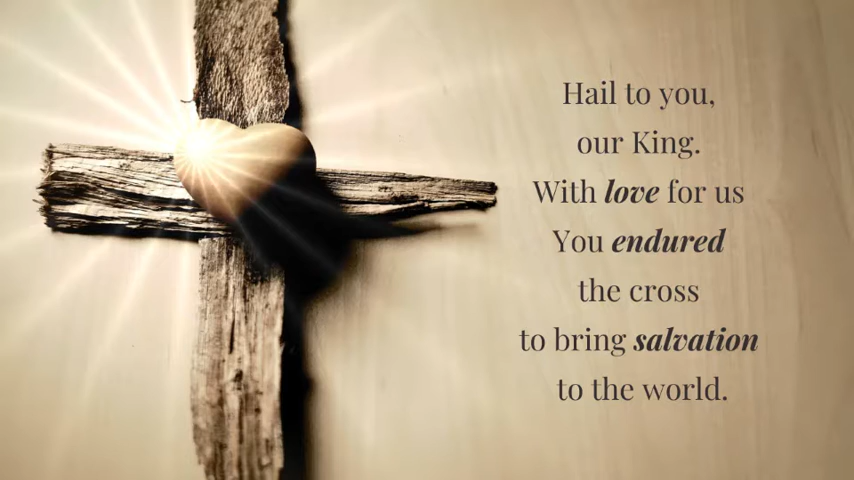 Hail to you,
our King.
With love for us
You endured
the cross
to bring salvation
to the world.